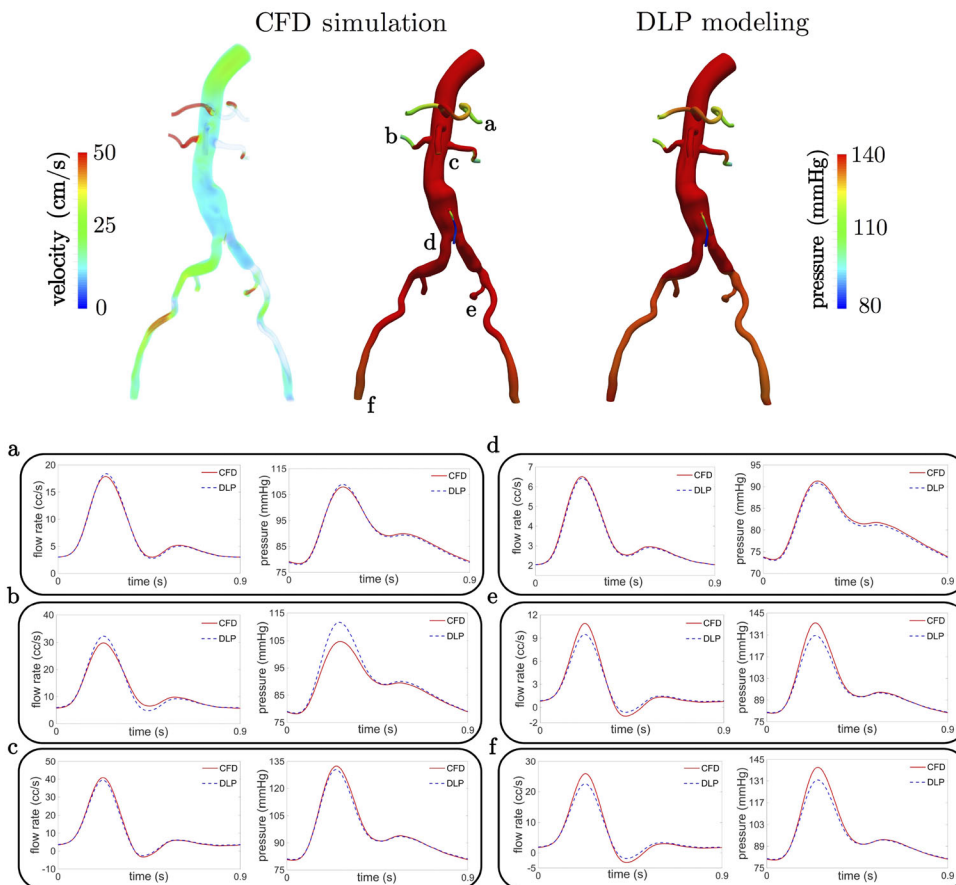 CFD simulation
DLP modeling
velocity (cm/s)
50
25
0
a
b
c
d
e
f
pressure (mmHg)
140
110
80
a
flow rate (cc/s)
20
15
10
5
0
0
time (s)
0.9
CFD
DLP
pressure (mmHg)
115
105
95
85
75
0
time (s)
0.9
CFD
DLP
d
flow rate (cc/s)
7
6
5
4
3
2
0
time (s)
0.9
CFD
DLP
pressure (mmHg)
95
90
85
80
75
70
0
time (s)
0.9
CFD
DLP
b
flow rate (cc/s)
40
30
20
10
0
0
time (s)
0.9
CFD
DLP
pressure (mmHg)
115
105
95
85
75
0
time (s)
0.9
CFD
DLP
e
flow rate (cc/s)
12
9
6
3
0
-2
0
time (s)
0.9
CFD
DLP
pressure (mmHg)
145
131
117
103
89
75
0
time (s)
0.9
CFD
DLP
c
flow rate (cc/s)
50
40
30
20
10
0
-10
0
time (s)
0.9
CFD
DLP
pressure (mmHg)
135
120
105
90
75
0
time (s)
0.9
CFD
DLP
f
flow rate (cc/s)
30
20
10
0
-5
0
time (s)
0.9
CFD
DLP
pressure (mmHg)
145
131
117
103
89
75
0
time (s)
0.9
CFD
DLP